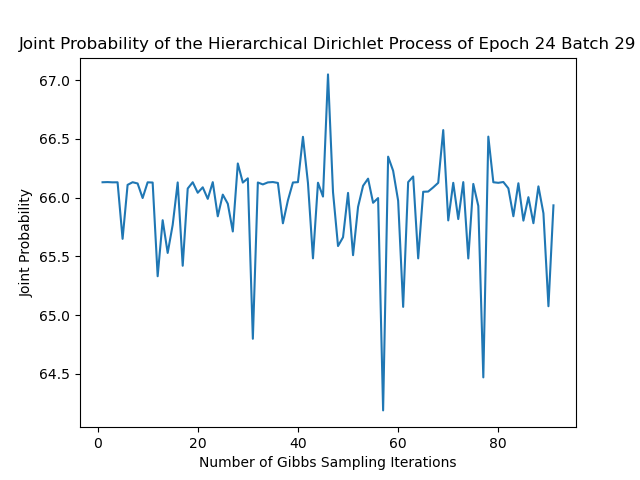 Joint Probability of the Hierarchical Dirichlet Process of Epoch 24 Batch 29
67.0
66.5
66.0
65.5
65.0
64.5
Joint Probability
0 20 40 60 80
Number of Gibbs Sampling Iterations